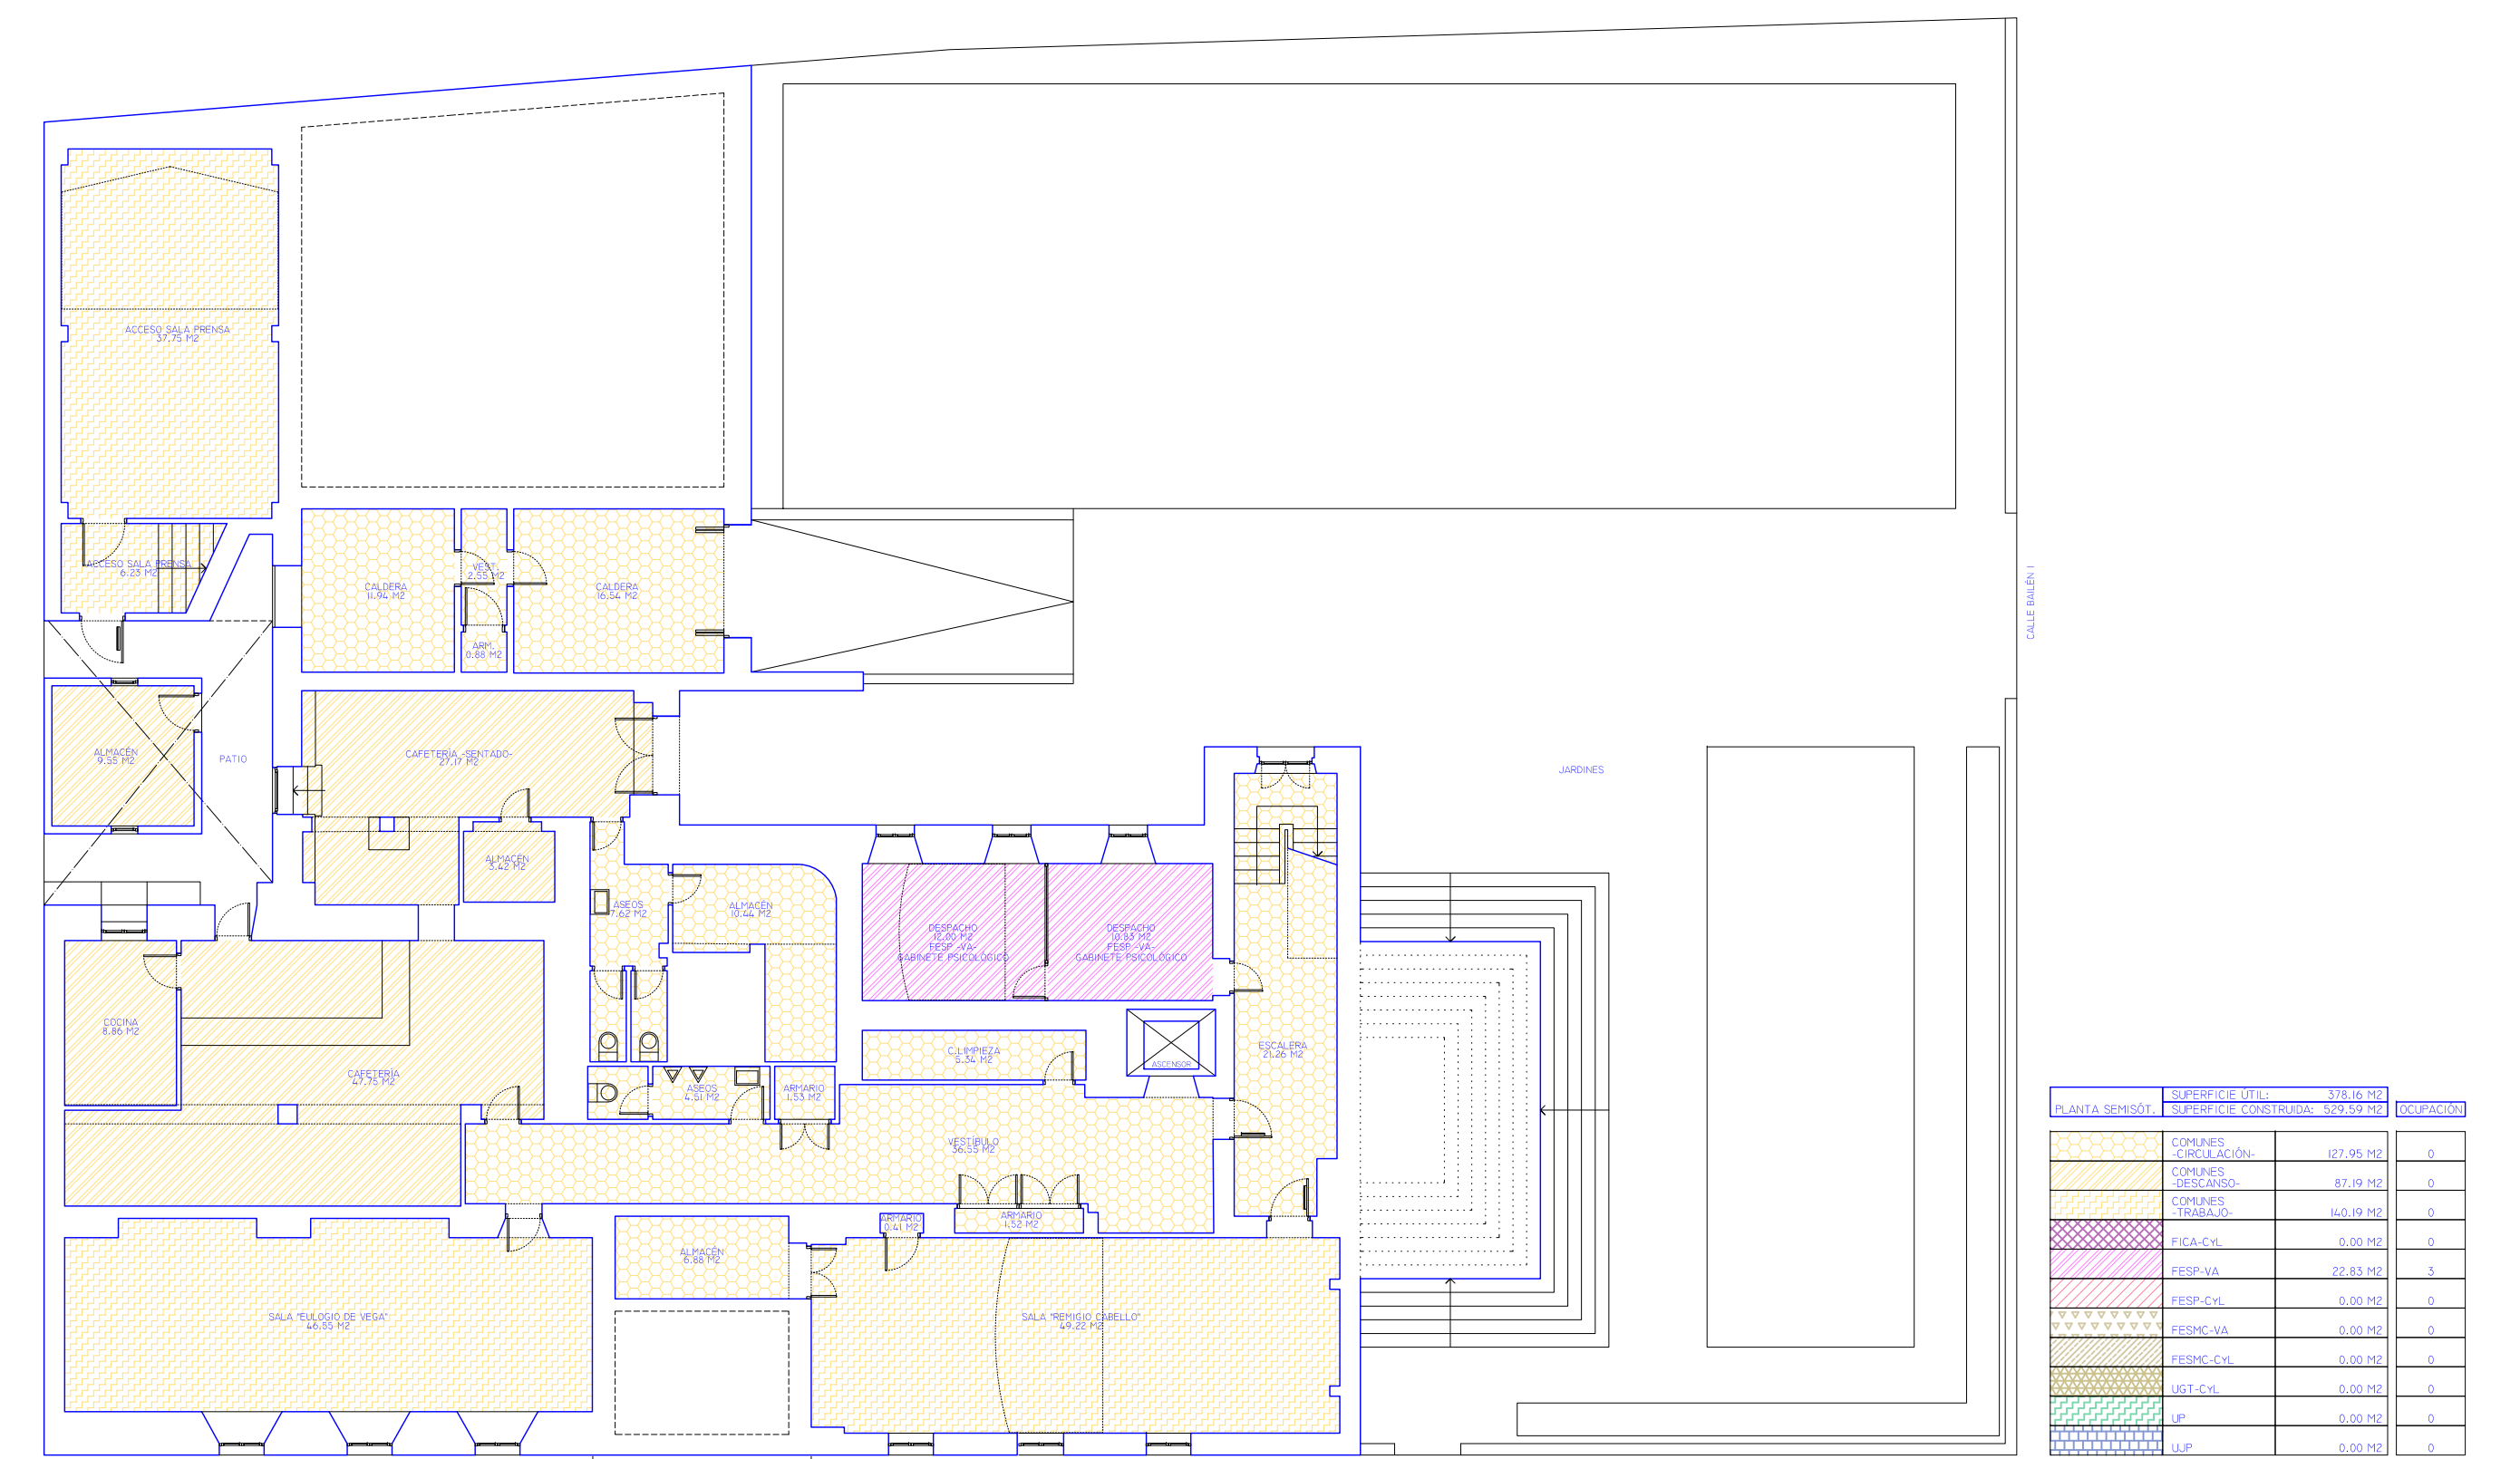 ACCESO SALA PRENSA
37.75 M2
ACCESO SALA PRENSA
6.23 M2
CALDERA
11.94 M2
VEST.
2.55 M2
CALDERA
16.54 M2
ARM.
0.88 M2
CALLE BAILÉN 1
ALMACÉN
9.55 M2
PATIO
CAFETERÍA -SENTADO-
27.17 M2
JARDINES
ALMACÉN
3.42 M2
ASEOS
7.62 M2
ALMACÉN
10.44 M2
DESPACHO
12.00 M2
FESP -VA-
GABINETE PSICOLÓGICO
DESPACHO
10.83 M2
FESP -VA-
GABINETE PSICOLÓGICO
COCINA
8.86 M2
CAFETERÍA
47.75 M2
C.LIMPIEZA
5.34 M2
ASCENSOR
ESCALERA
21.26 M2
ASEOS
4.51 M2
ARMARIO
1.53 M2
VESTÍBULO
36.55 M2
ARMARIO
0.41 M2
ARMARIO
1.52 M2
ALMACÉN
6.88 M2
SALA "EULOGIO DE VEGA"
46.55 M2
SALA "REMIGIO CABELLO"
49.22 M2
PLANTA SEMISÓT.
SUPERFICIE ÚTIL: 378.16 M2
SUPERFICIE CONSTRUIDA: 529.59 M2
OCUPACIÓN
COMUNES
-CIRCULACIÓN- 127.95 M2 0
COMUNES
-DESCANSO- 87.19 M2 0
COMUNES
-TRABAJO- 140.19 M2 0
FICA-CYL 0.00 M2 0
FESP-VA 22.83 M2 3
FESP-CYL 0.00 M2 0
FESMC-VA 0.00 M2 0
FESMC-CYL 0.00 M2 0
UGT-CYL 0.00 M2 0
UP 0.00 M2 0
UJP 0.00 M2 0